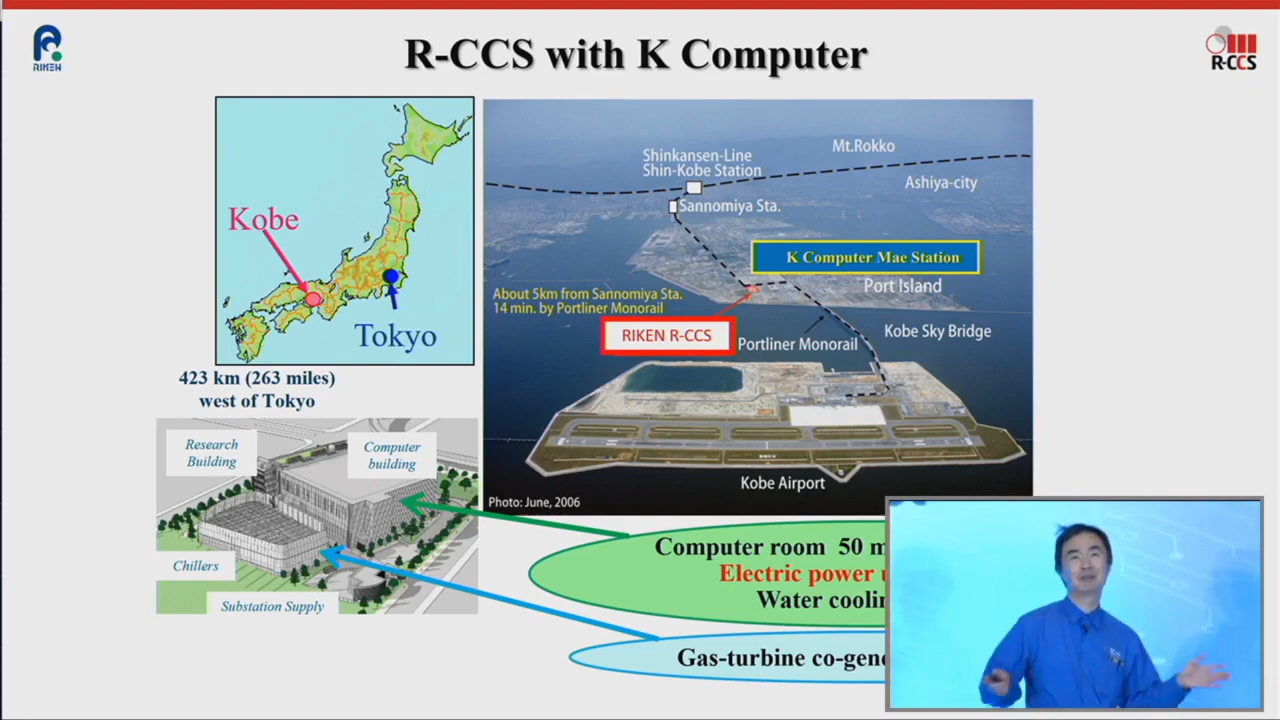 RIKEN
R-CCS with K Computer
R-CCS
Kobe
Tokyo
423 km (263 miles)
west of Tokyo
Mt.Rokko
Shinkansen-Line
Shin-Kobe Station
Ashiya-city
Sannomiya Sta.
K Computer Mae Station
Port Island
About 5km from Sannomiya Sta.
14 min. by Portliner Monorail
RIKEN R-CCS
Portliner Monorail
Kobe Sky Bridge
Kobe Airport
Photo: June, 2006
Research
Building
Computer
building
Chillers
Substation Supply
Computer room 50 m
Electric power u
Water coolin
Gas-turbine co-gene